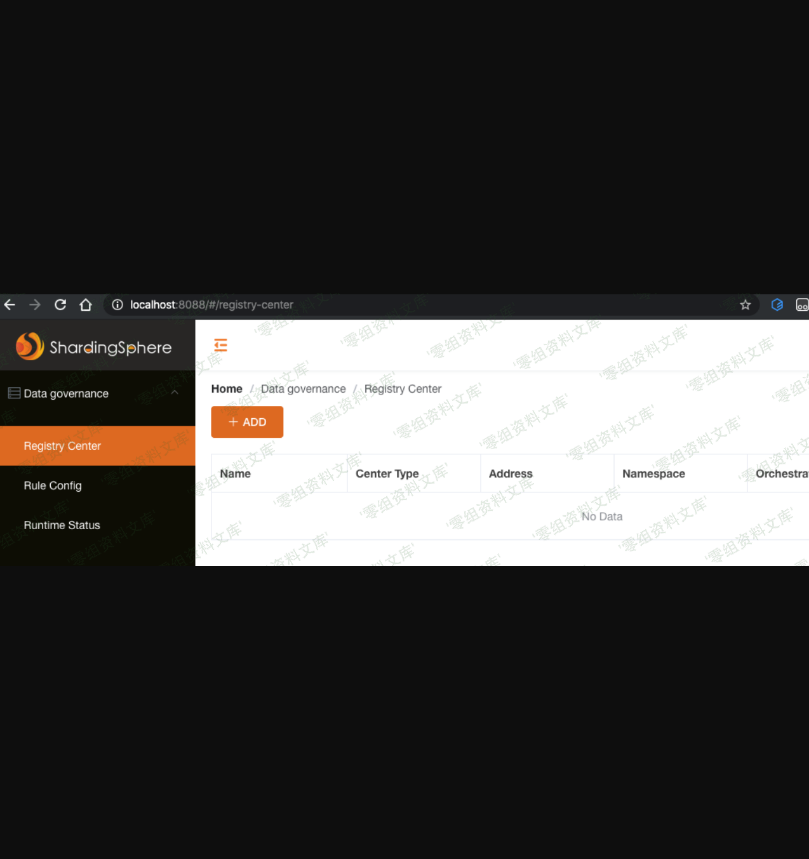 localhost:8088/#/registry-center
ShardingSphere
Data governance
Registry Center
Rule Config
Runtime Status
Home / Data governance / Registry Center
+ ADD
Name Center Type Address Namespace Orchestra
No Data
零组资料文库